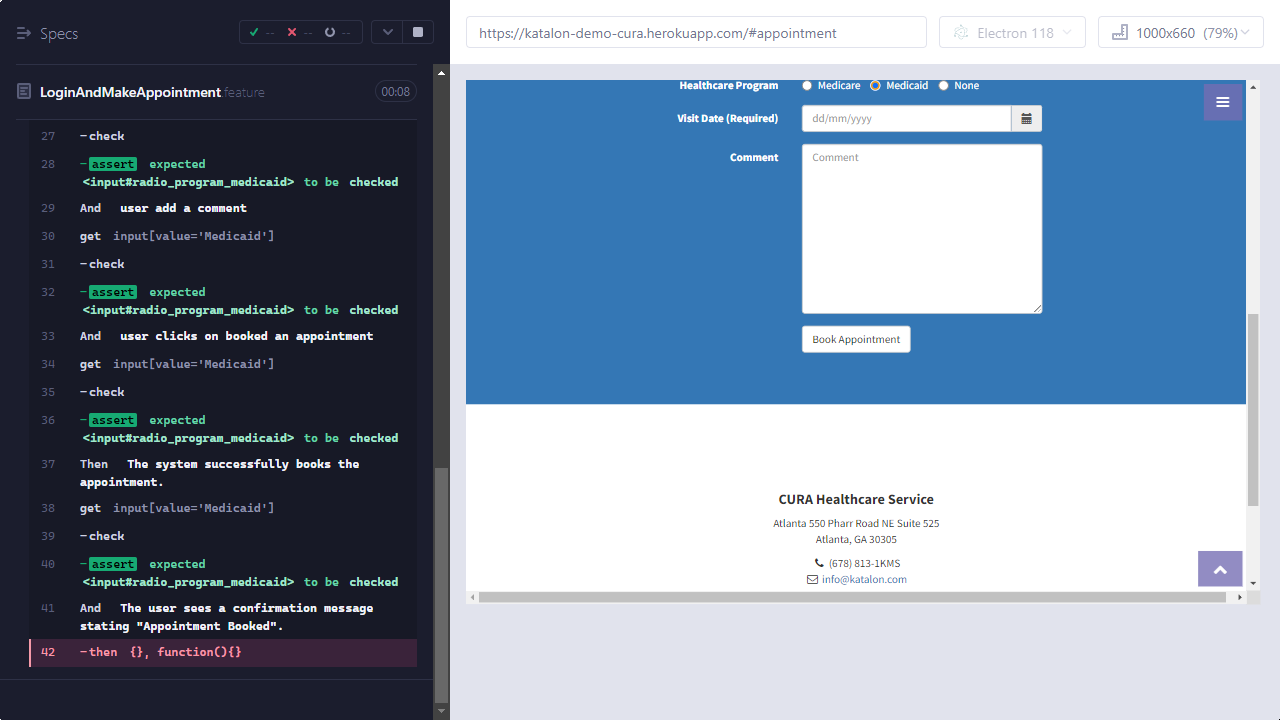 Specs
-- -- --
LoginAndMakeAppointment feature 00:08
27 -check
28 -assert expected
<input#radio_program_medicaid> to be checked
29 And user add a comment
30 get input[value='Medicaid']
31 -check
32 -assert expected
<input#radio_program_medicaid> to be checked
33 And user clicks on booked an appointment
34 get input[value='Medicaid']
35 -check
36 -assert expected
<input#radio_program_medicaid> to be checked
37 Then The system successfully books the
appointment.
38 get input[value='Medicaid']
39 -check
40 -assert expected
<input#radio_program_medicaid> to be checked
41 And The user sees a confirmation message
stating "Appointment Booked".
42 -then {}, function(){}
https://katalon-demo-cura.herokuapp.com/#appointment
Electron 118
1000x660 (79%)
Healthcare Program Medicare Medicaid None
Visit Date (Required) dd/mm/yyyy
Comment Comment
Book Appointment
CURA Healthcare Service
Atlanta 550 Pharr Road NE Suite 525
Atlanta, GA 30305
(678) 813-1KMS
info@katalon.com